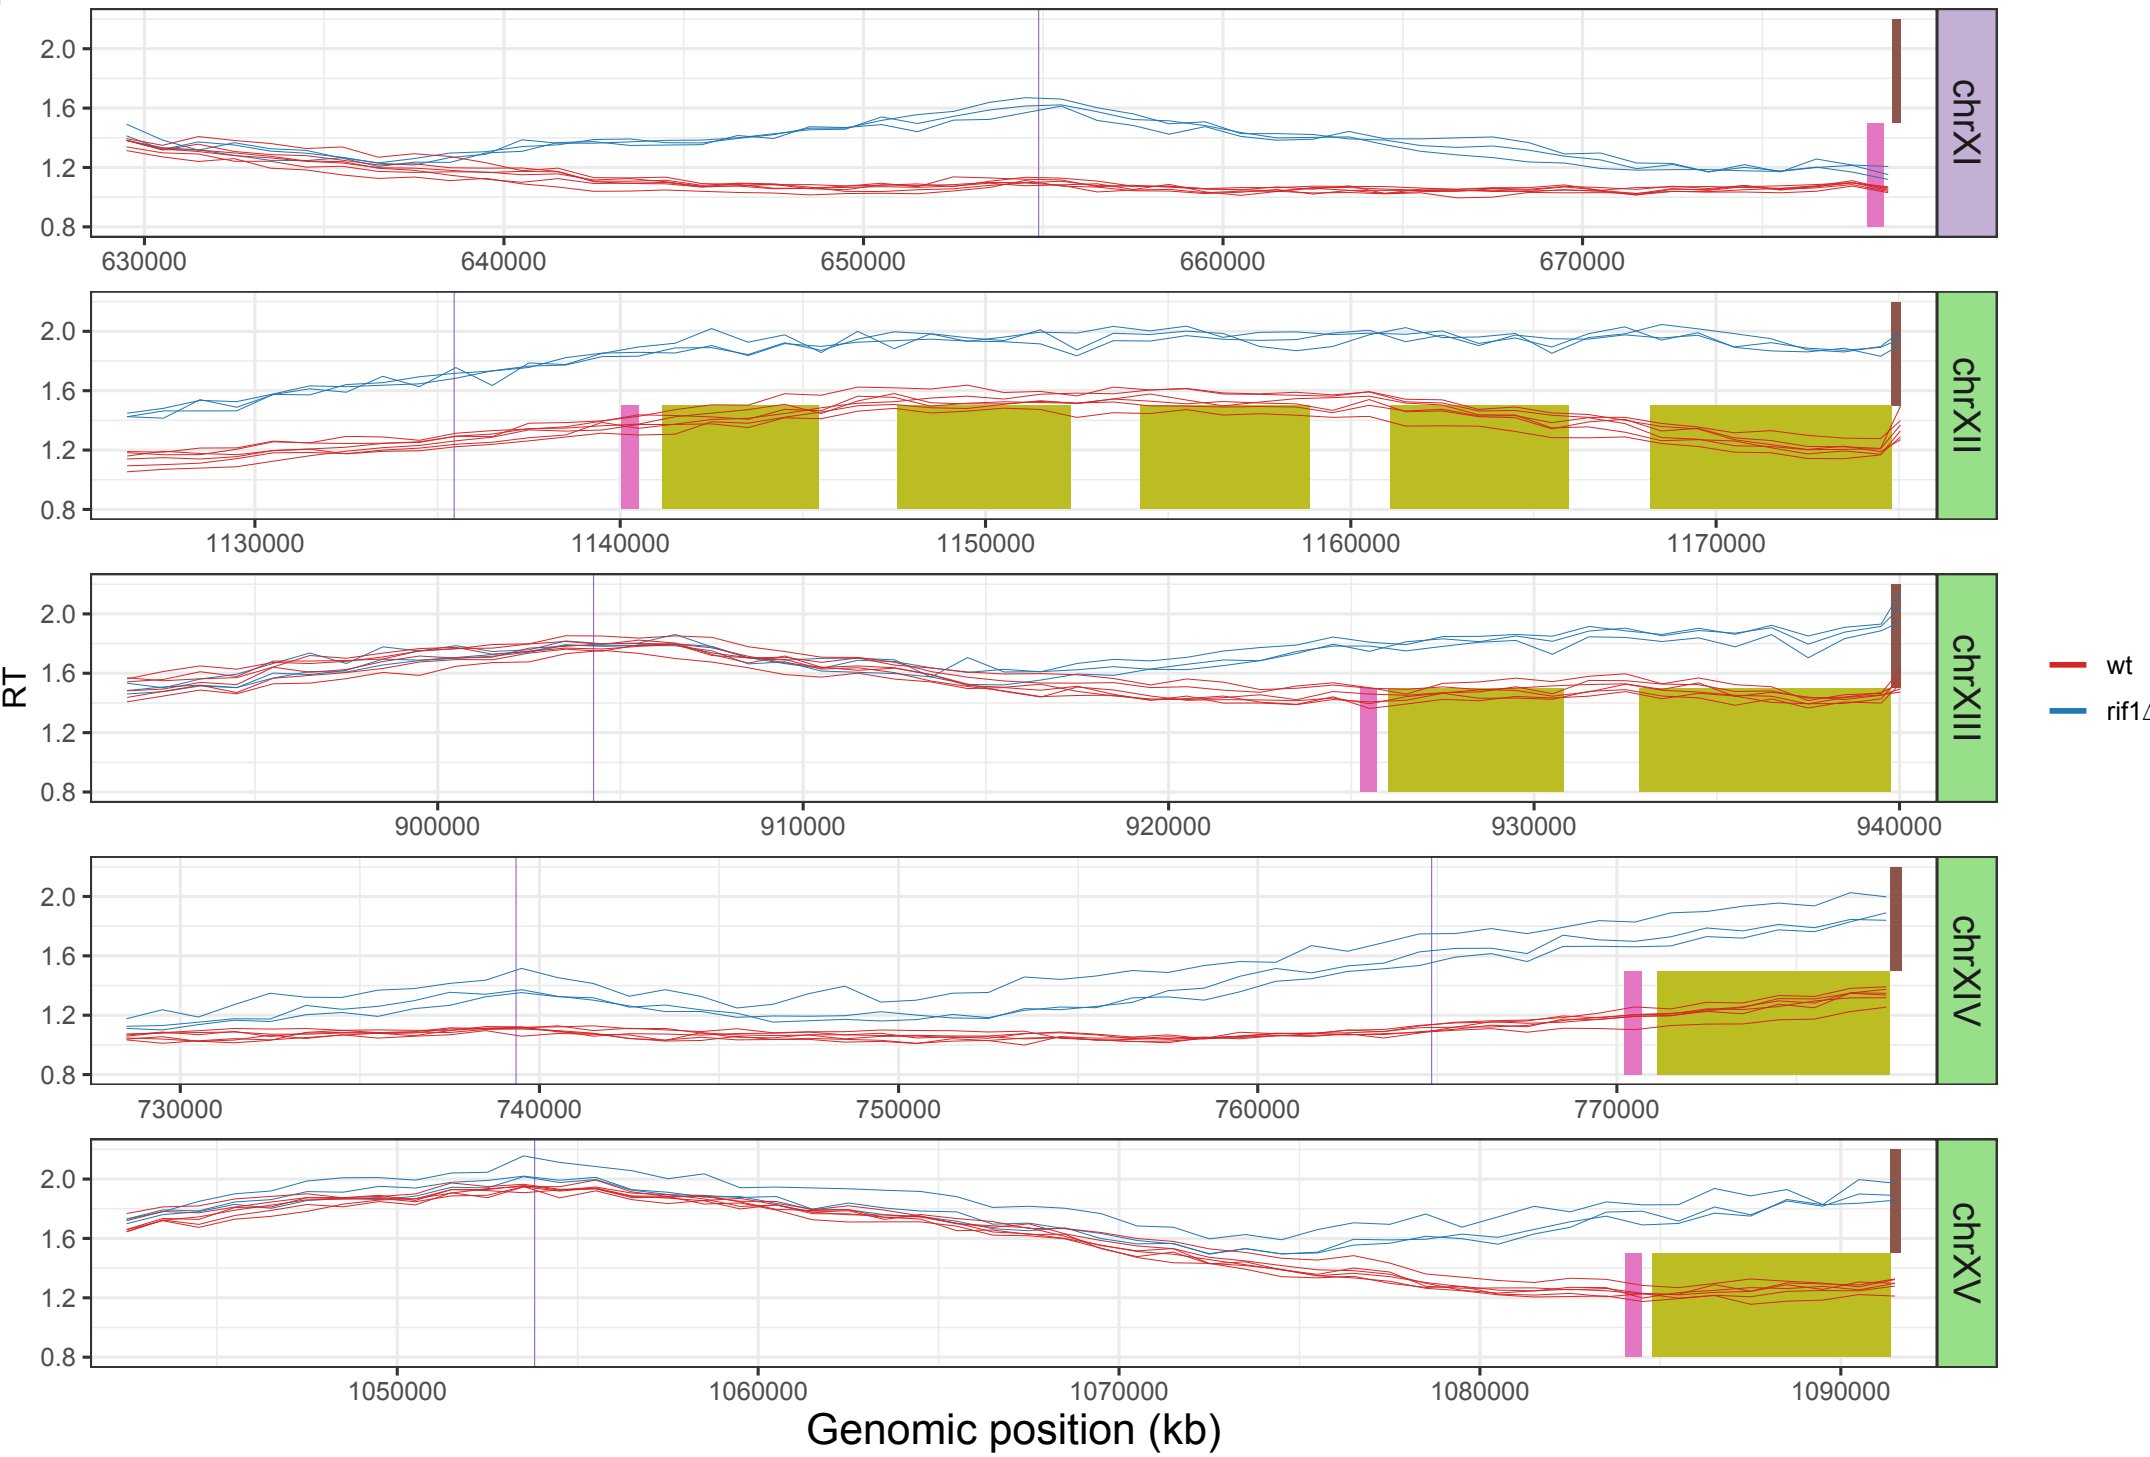 2.0
1.6
1.2
0.8
chrXI
630000 640000 650000 660000 670000
2.0
1.6
1.2
0.8
chrXII
1130000 1140000 1150000 1160000 1170000
2.0
1.6
1.2
0.8
chrXIII
900000 910000 920000 930000 940000
RT
wt
rif1Δ
2.0
1.6
1.2
0.8
chrXIV
730000 740000 750000 760000 770000
2.0
1.6
1.2
0.8
chrXV
1050000 1060000 1070000 1080000 1090000
Genomic position (kb)